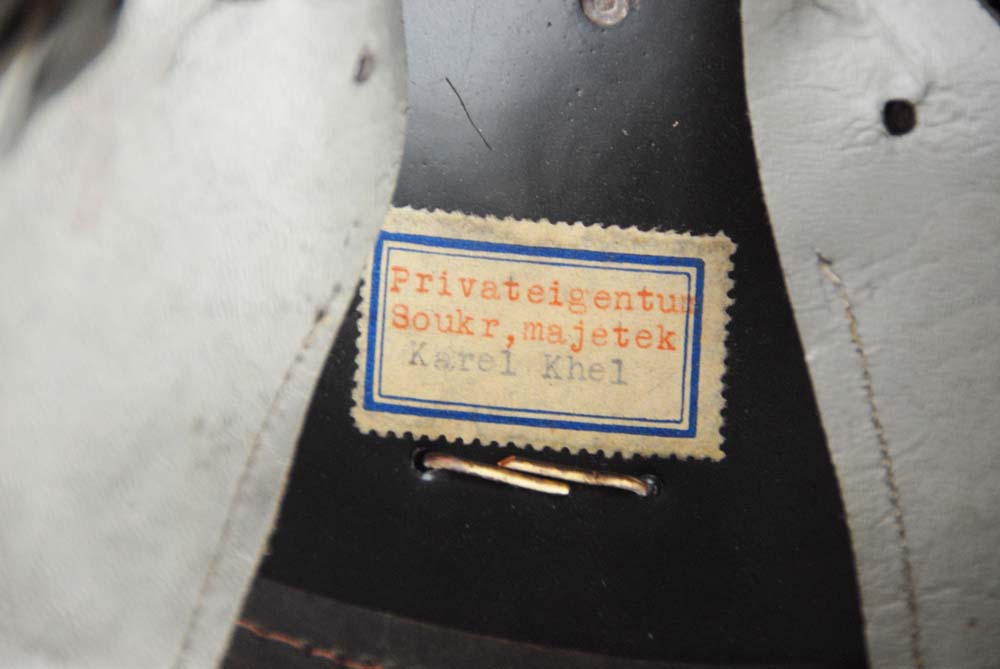 Privateigentum
Soukr,majetek
Karel Khel